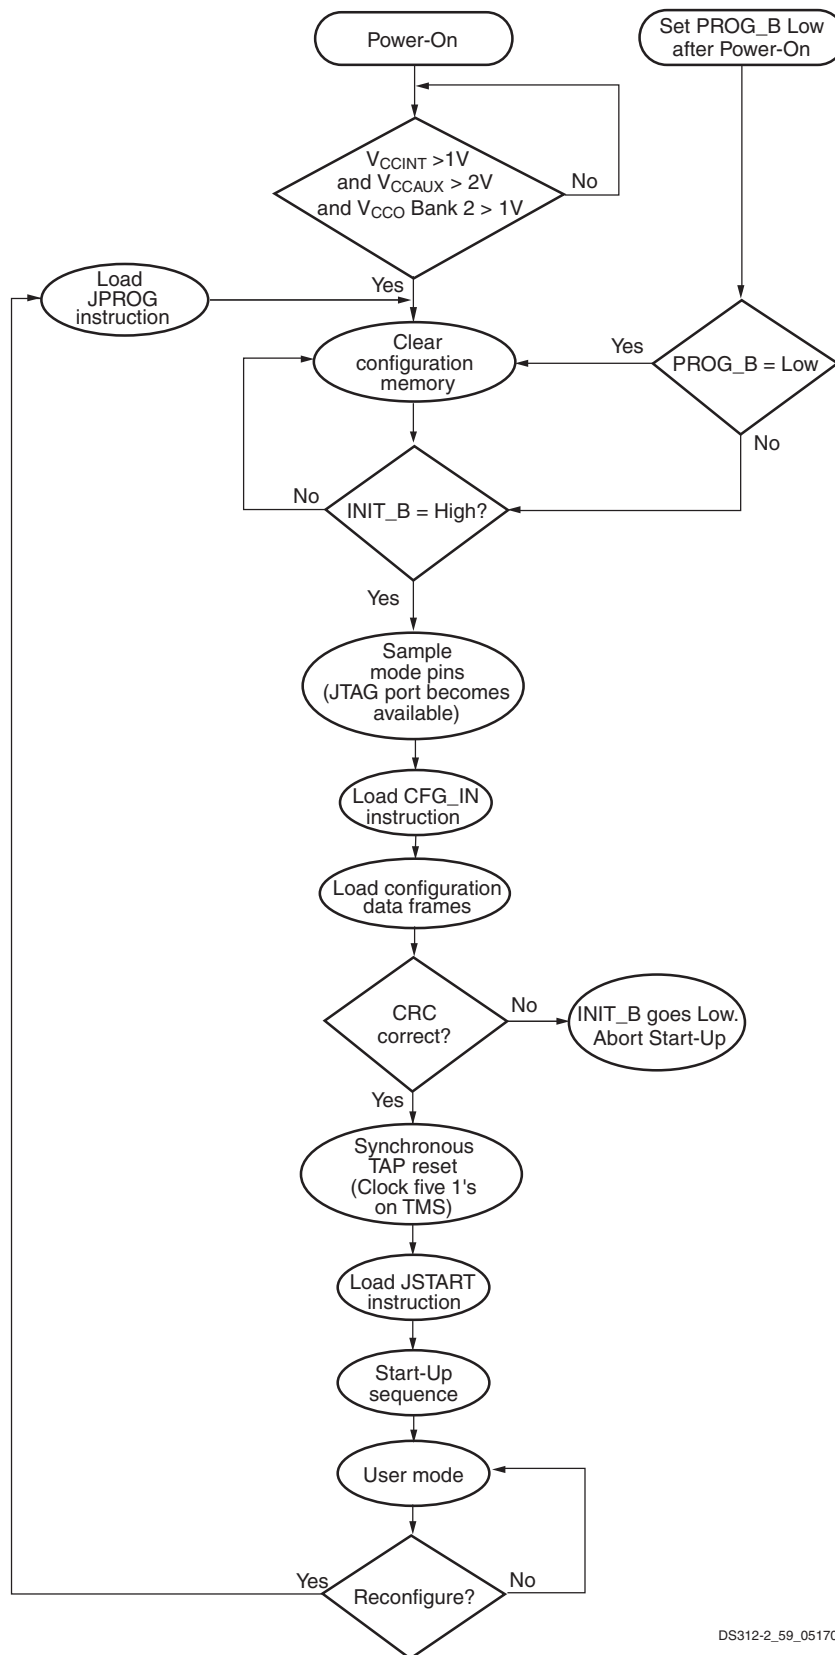 Power-On
Set PROG_B Low
after Power-On
VCCINT >1V
and VCCAUX > 2V
and VCCO Bank 2 > 1V
No
Yes
Load
JPROG
instruction
Clear
configuration
memory
Yes
PROG_B = Low
No
No
INIT_B = High?
Yes
Sample
mode pins
(JTAG port becomes
available)
Load CFG_IN
instruction
Load configuration
data frames
CRC
correct?
No
INIT_B goes Low.
Abort Start-Up
Yes
Synchronous
TAP reset
(Clock five 1's
on TMS)
Load JSTART
instruction
Start-Up
sequence
User mode
Yes
Reconfigure?
No
DS312-2_59_05170